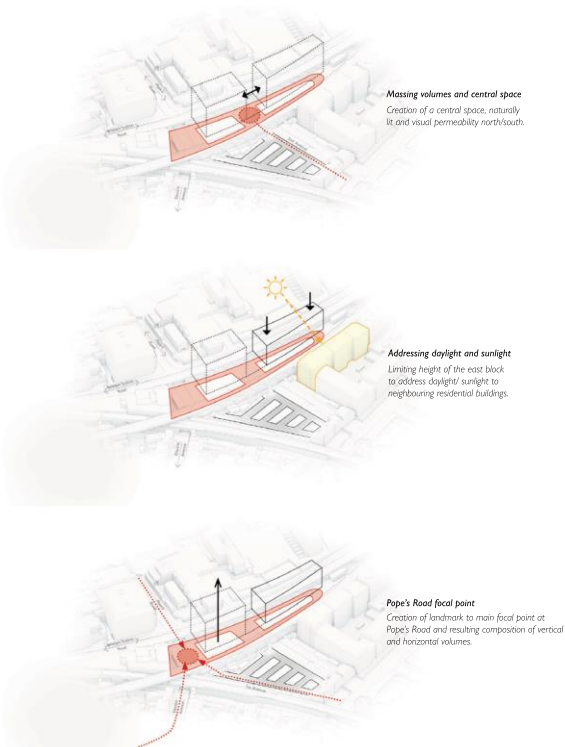 Massing volumes and central space
Creation of a central space, naturally
lit and visual permeability north/south.
Addressing daylight and sunlight
Limiting height of the east block
to address daylight/ sunlight to
neighbouring residential buildings.
Pope's Road focal point
Creation of landmark to main focal point at
Pope's Road and resulting composition of vertical
and horizontal volumes.